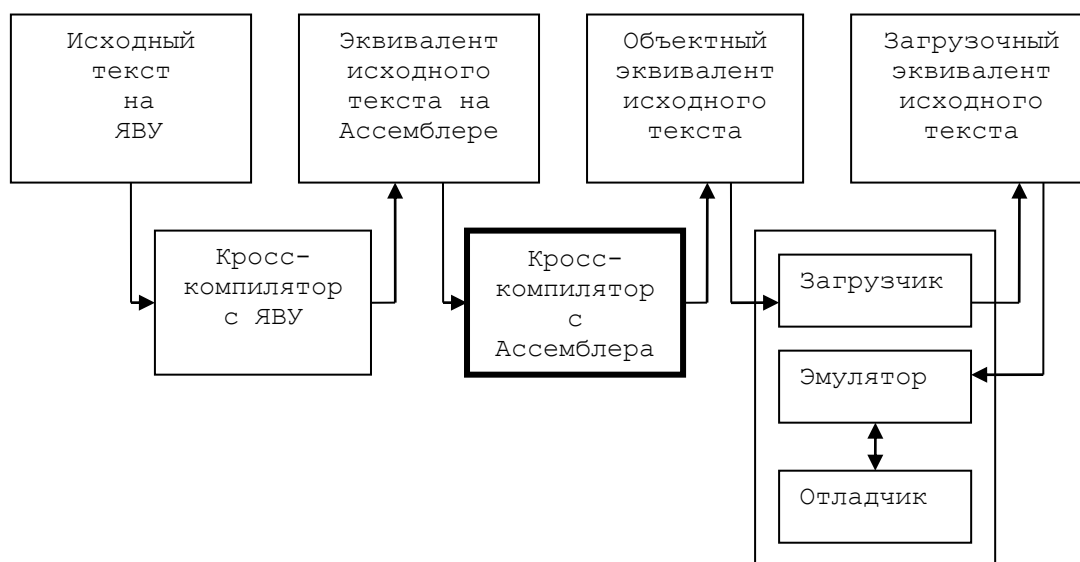 Исходный
текст
на
ЯВУ
Эквивалент
исходного
текста на
Ассемблере
Объектный
эквивалент
исходного
текста
Загрузочный
эквивалент
исходного
текста
Кросс-
компилятор
с ЯВУ
Кросс-
компилятор
с
Ассемблера
Загрузчик
Эмулятор
Отладчик